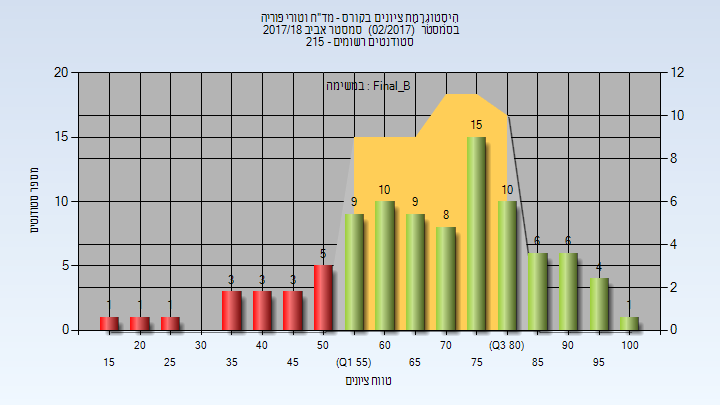 היסטוגרמת ציונים בקורס - מד"ח וטורי פוריה
בסמסטר (02/2017) סמסטר אביב 2017/18
סטודנטים רשומים - 215
במשימה : Final_B
20 15 10 5 0
מספר סטודנטים
12 10 8 6 4 2 0
1 1 1 3 3 3 5 9 10 9 8 15 10 6 6 4 1
20 30 40 50 60 70 (Q3 80) 90 100
15 25 35 45 (Q1 55) 65 75 85 95
טווח ציונים